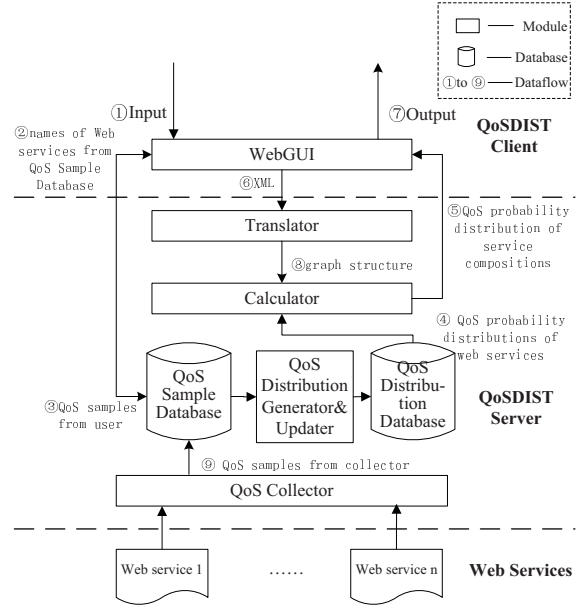 Module
Database
①to ⑨ Dataflow
①Input
⑦Output
QoSDIST
Client
②names of Web
services from
QoS Sample
Database
WebGUI
⑥XML
⑤QoS probability
distribution of
service
compositions
Translator
⑧graph structure
Calculator
④ QoS probability
distributions of
web services
QoS
Sample
Database
QoS
Distribution
Generator&
Updater
QoS
Distribu-
tion
Database
③QoS samples
from user
QoSDIST
Server
⑨ QoS samples from collector
QoS Collector
Web service 1
……
Web service n
Web Services